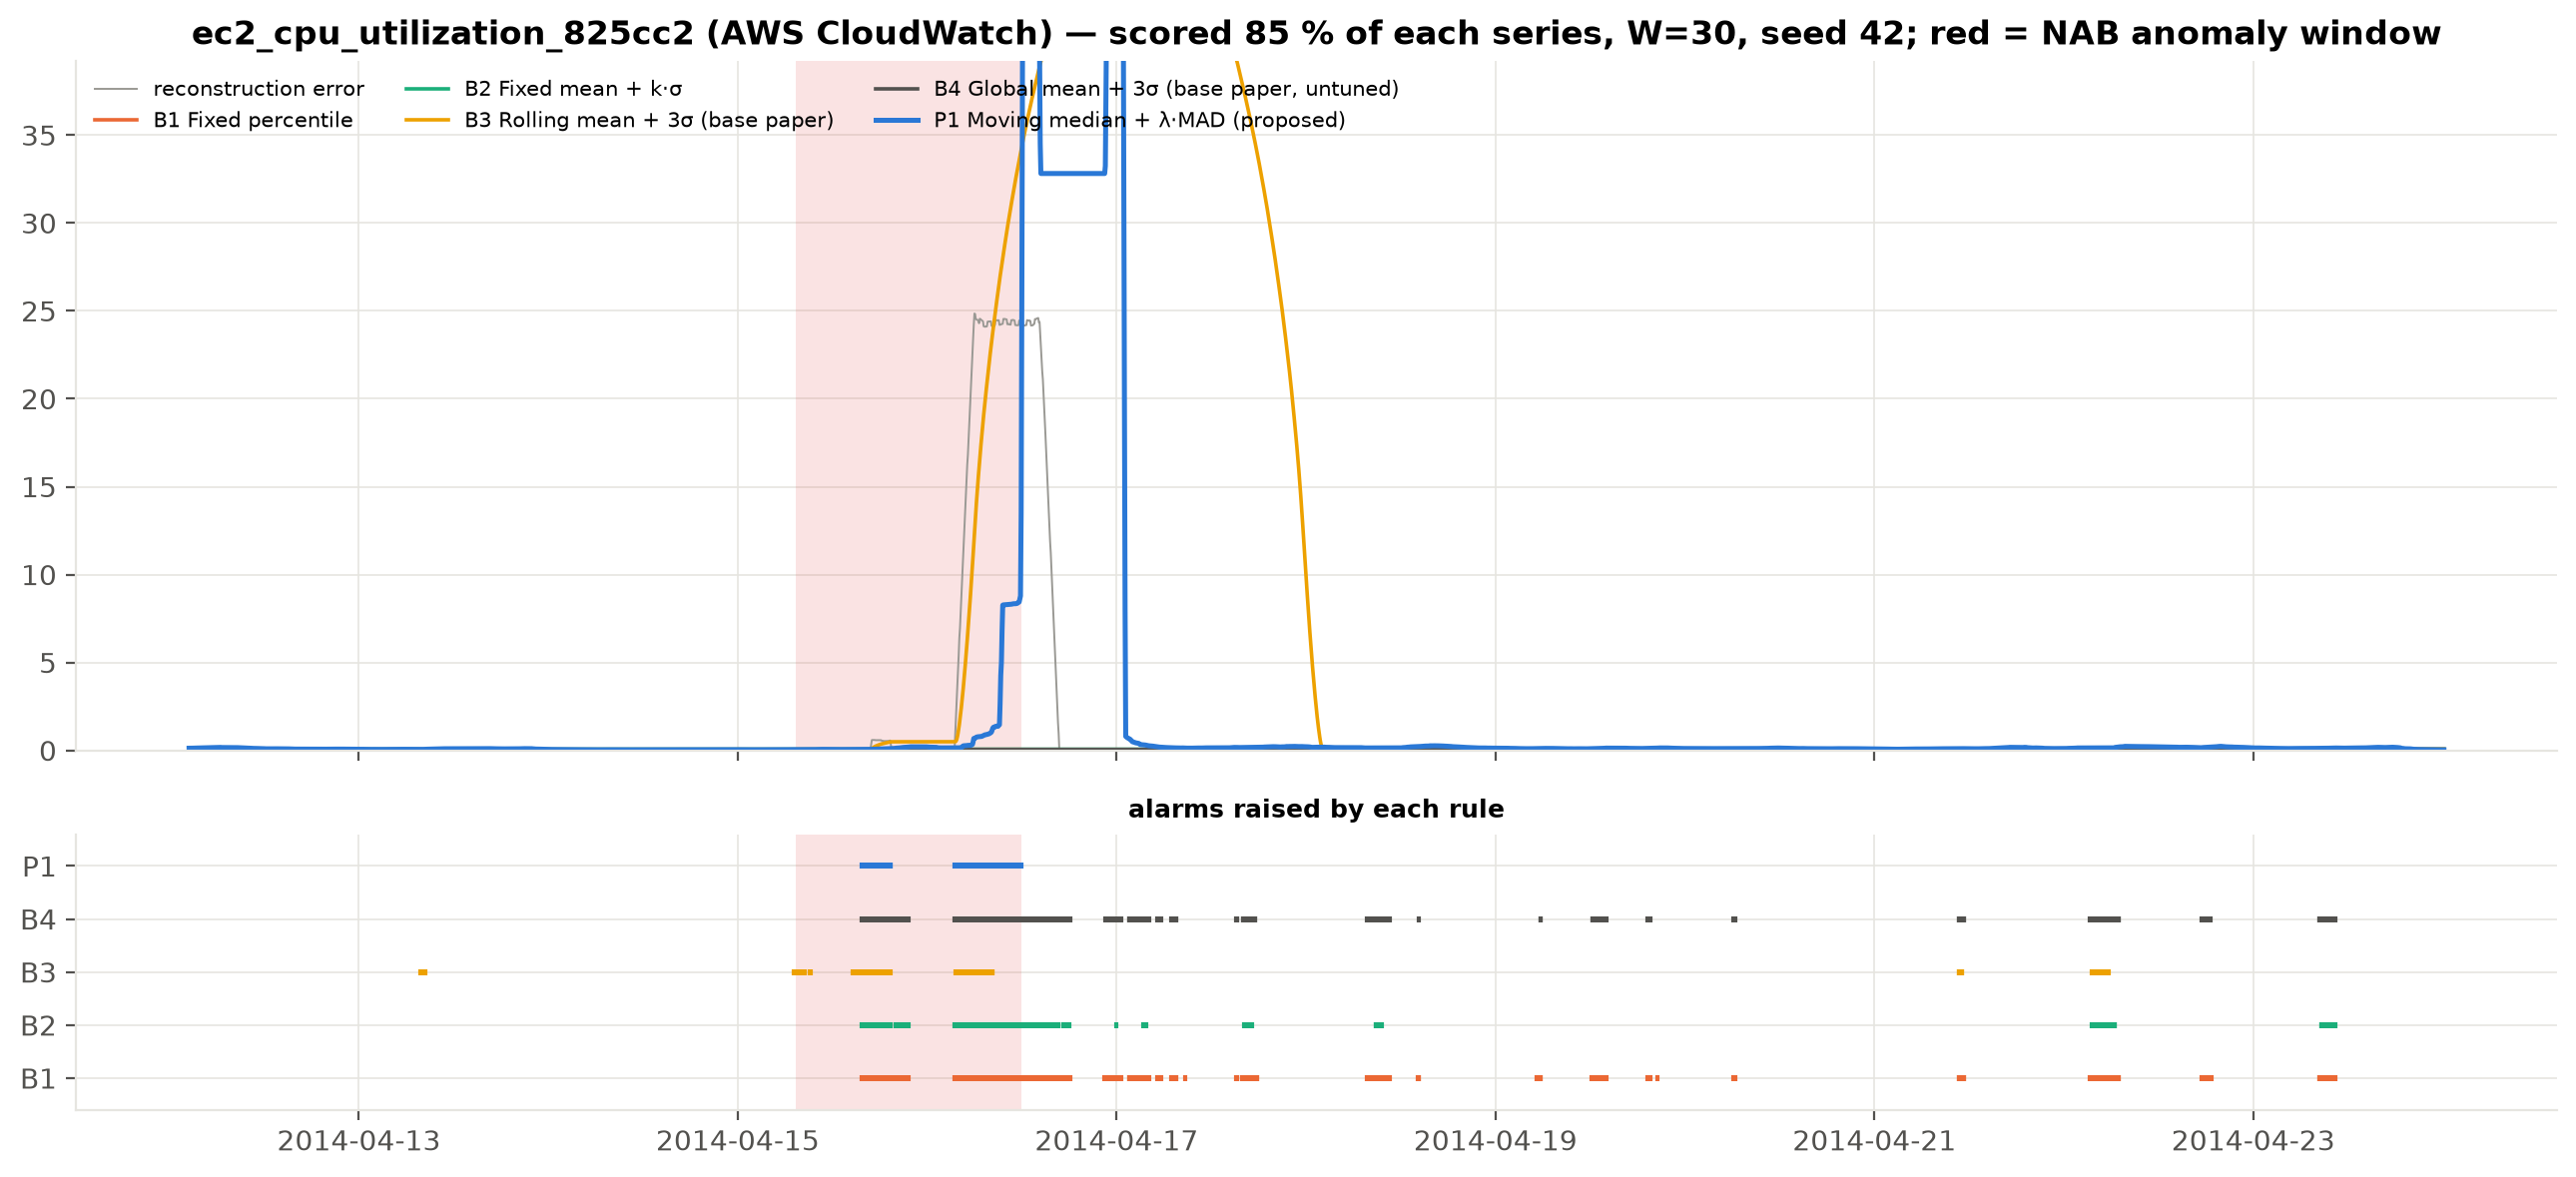 ec2_cpu_utilization_825cc2 (AWS CloudWatch) — scored 85 % of each series, W=30, seed 42; red = NAB anomaly window
reconstruction error
B1 Fixed percentile
B2 Fixed mean + k·σ
B3 Rolling mean + 3σ (base paper)
B4 Global mean + 3σ (base paper, untuned)
P1 Moving median + λ·MAD (proposed)
35
30
25
20
15
10
5
0
alarms raised by each rule
P1
B4
B3
B2
B1
2014-04-13 2014-04-15 2014-04-17 2014-04-19 2014-04-21 2014-04-23